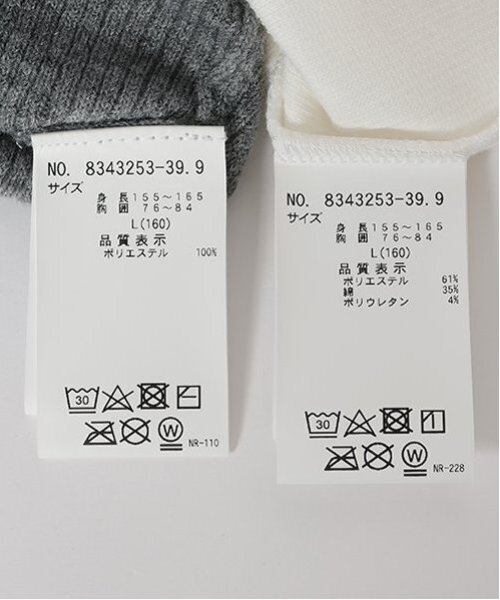 NO. 8343253-39.9
サイズ
身 長 155～165
胸 囲 76～84
L(160)
品質表示
ポリエステル 100%
30
W
NR-110
NO. 8343253-39.9
サイズ
身 長 155～165
胸 囲 76～84
L(160)
品質表示
ポリエステル 61%
綿 35%
ポリウレタン 4%
30
W
NR-228